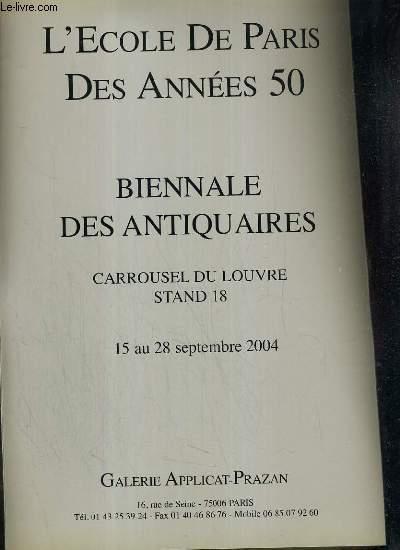 Le-livre.com
L'ECOLE DE PARIS
DES ANNÉES 50
BIENNALE
DES ANTIQUAIRES
CARROUSEL DU LOUVRE
STAND 18
15 au 28 septembre 2004
GALERIE APPLICAT-PRAZAN
16, rue de Seine - 75006 PARIS
Tél. 01 43 25 39 24 - Fax 01 40 46 86 76 - Mobile 06 85 07 92 60